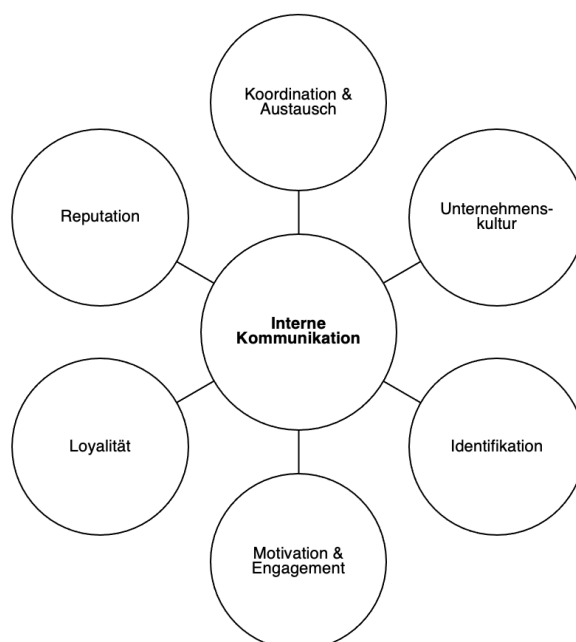 Koordination &
Austausch
Unternehmens-
kultur
Reputation
Interne
Kommunikation
Loyalität
Identifikation
Motivation &
Engagement